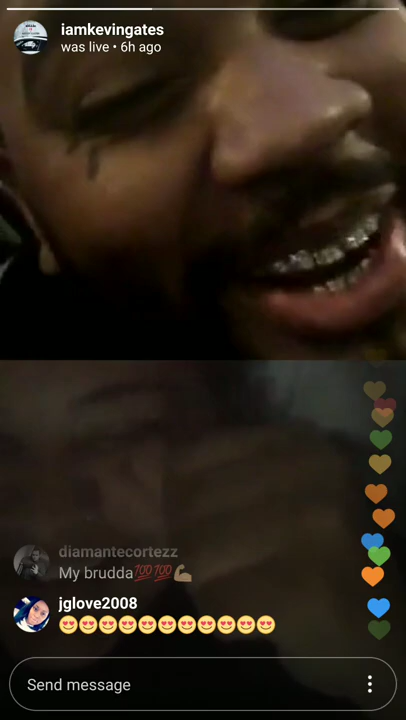 iamkevingates
was live • 6h ago
diamantecortezz
My brudda💯💯💪🏽
jglove2008
😍😍😍😍😍😍😍😍😍😍😍
Send message